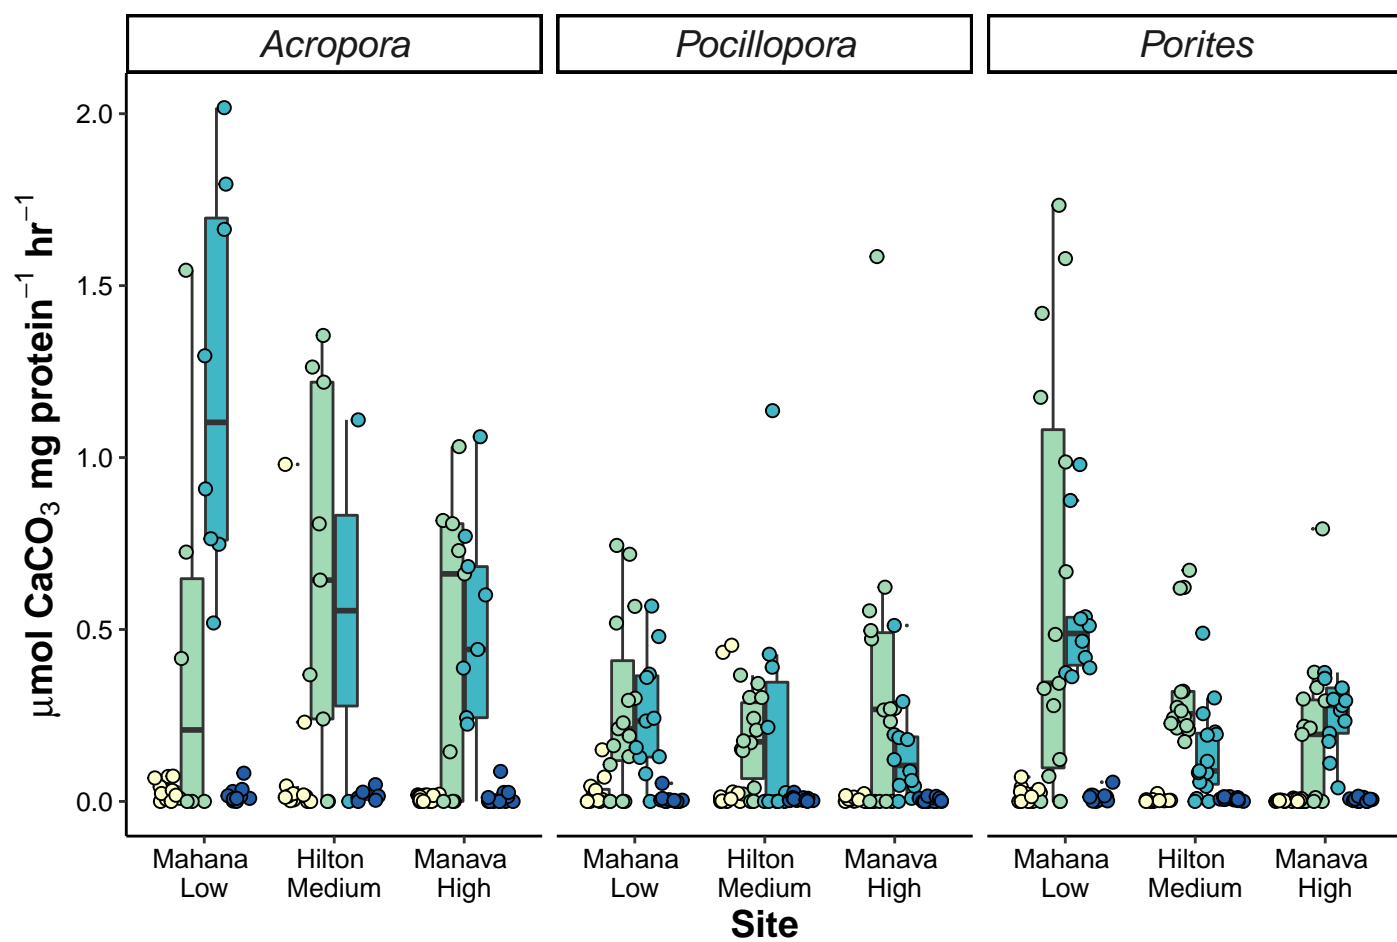 Acropora Pocillopora Porites
μmol CaCO₃ mg protein⁻¹ hr⁻¹
2.0
1.5
1.0
0.5
0.0
Mahana Hilton Manava Mahana Hilton Manava Mahana Hilton Manava
Low Medium High Low Medium High Low Medium High
Site